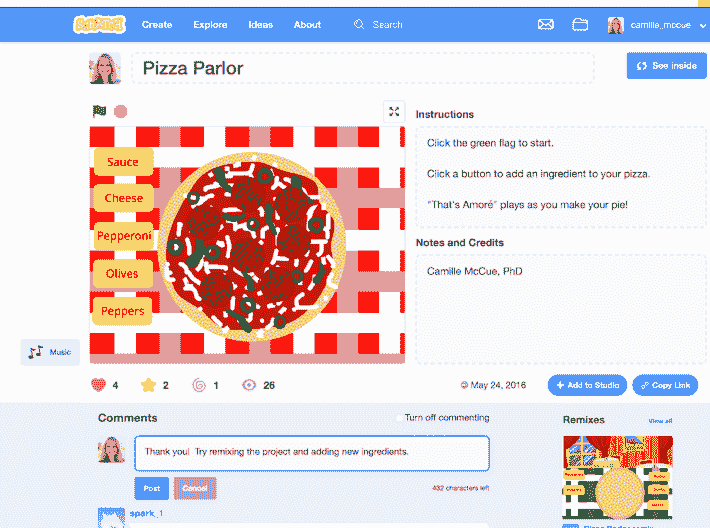 SCRATCH
Create Explore Ideas About Search camille_mccue
Pizza Parlor
See inside
Instructions
Click the green flag to start.
Click a button to add an ingredient to your pizza.
"That's Amoré" plays as you make your pie!
Sauce
Cheese
Pepperoni
Olives
Peppers
Notes and Credits
Camille McCue, PhD
Music
4 2 1 26
© May 24, 2016
Add to Studio
Copy Link
Comments
Turn off commenting
Thank you! Try remixing the project and adding new ingredients.
Post Cancel
432 characters left
spark_1
Remixes
View all